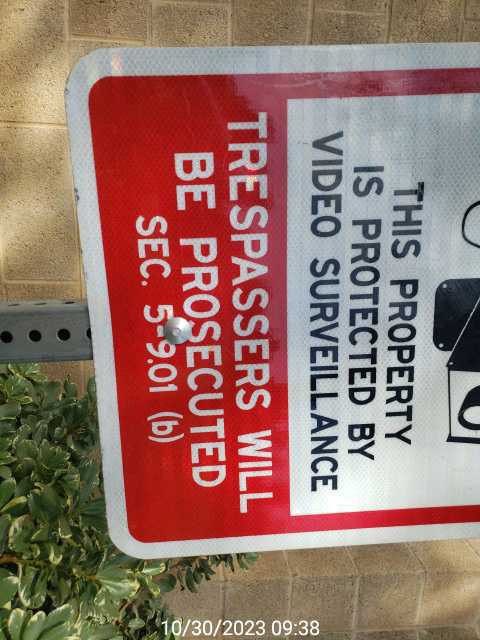 THIS PROPERTY
IS PROTECTED BY
VIDEO SURVEILLANCE
TRESPASSERS WILL
BE PROSECUTED
SEC. 5-9.01 (b)
10/30/2023 09:38